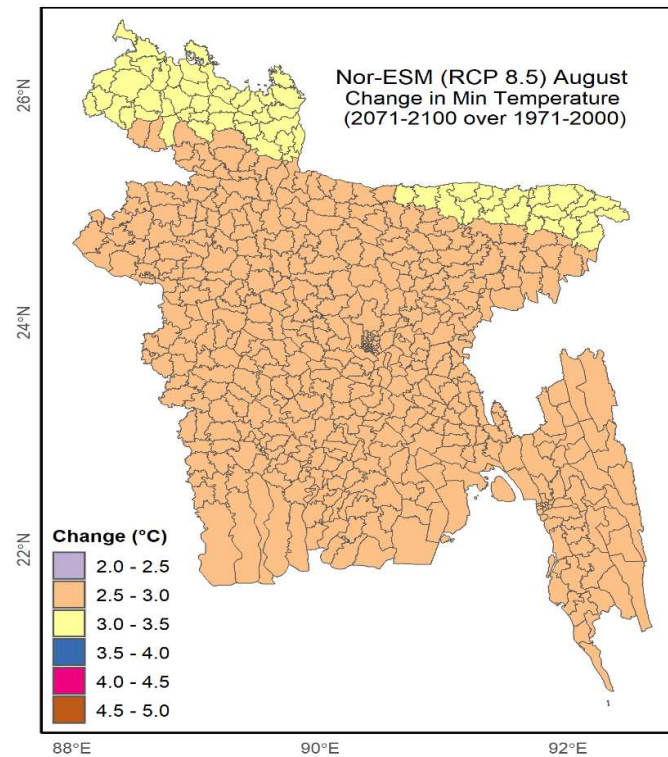 Nor-ESM (RCP 8.5) August
Change in Min Temperature
(2071-2100 over 1971-2000)
26°N
24°N
22°N
Change (°C)
2.0 - 2.5
2.5 - 3.0
3.0 - 3.5
3.5 - 4.0
4.0 - 4.5
4.5 - 5.0
88°E 90°E 92°E